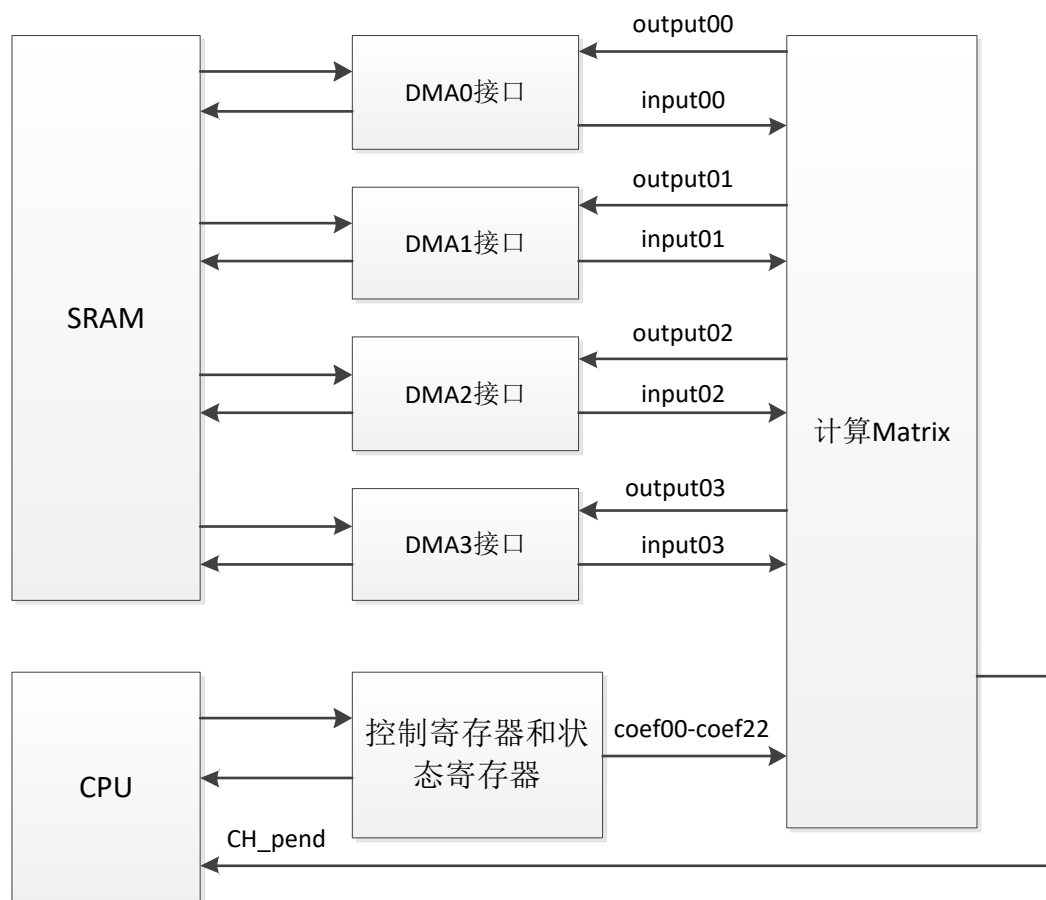 output00
DMA0接口
input00
output01
DMA1接口
input01
SRAM
output02
DMA2接口
input02
计算Matrix
output03
DMA3接口
input03
控制寄存器和状
态寄存器
coef00-coef22
CPU
CH_pend